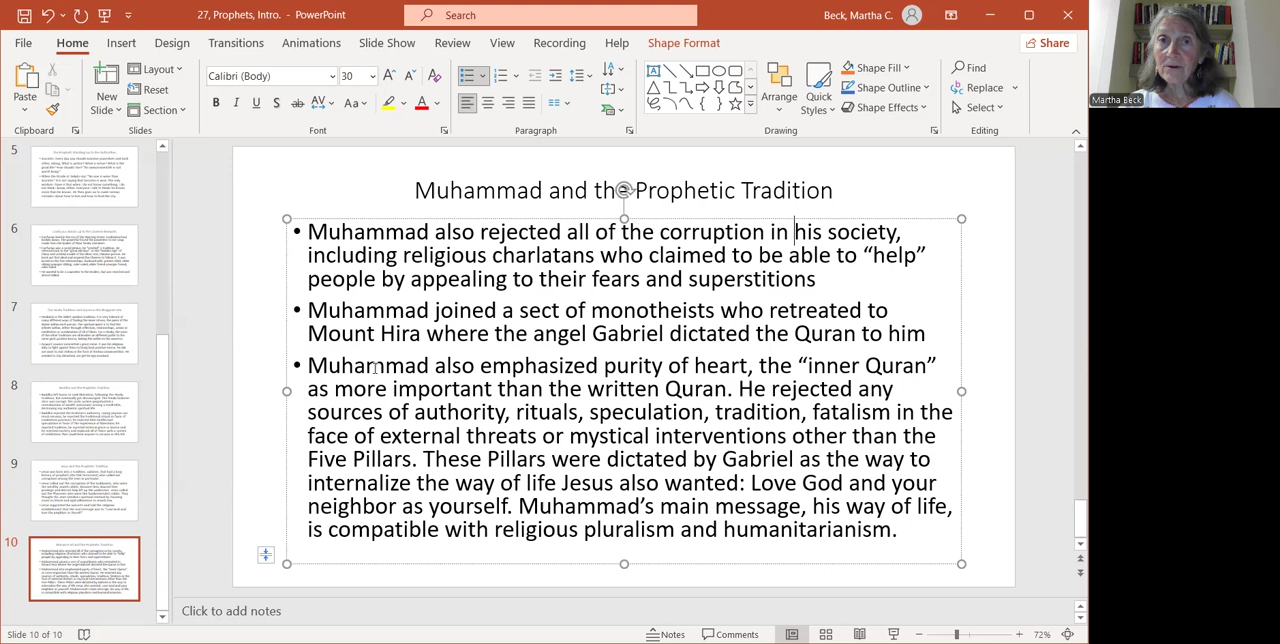 27, Prophets, Intro. - PowerPoint
Search
Beck, Martha C.
File Home Insert Design Transitions Animations Slide Show Review View Recording Help Shape Format
Share
Paste
Clipboard
New
Slide
Layout
Reset
Section
Slides
Calibri (Body) 30
Font
Paragraph
Arrange
Quick
Styles
Shape Fill
Shape Outline
Shape Effects
Drawing
Find
Replace
Select
Editing
Martha Beck
5
6
7
8
9
10
Muhammad and the Prophetic Tradition
• Muhammad also rejected all of the corruption in his society,
including religious charlatans who claimed to be able to “help”
people by appealing to their fears and superstitions
• Muhammad joined a sect of monotheists who retreated to
Mount Hira where the angel Gabriel dictated the Quran to him
• Muhammad also emphasized purity of heart, the “inner Quran”
as more important than the written Quran. He rejected any
sources of authority, rituals, speculation, tradition, fatalism in the
face of external threats or mystical interventions other than the
Five Pillars. These Pillars were dictated by Gabriel as the way to
internalize the way of life Jesus also wanted: Love God and your
neighbor as yourself. Muhammad’s main message, his way of life,
is compatible with religious pluralism and humanitarianism.
Click to add notes
Slide 10 of 10
Notes Comments
72%